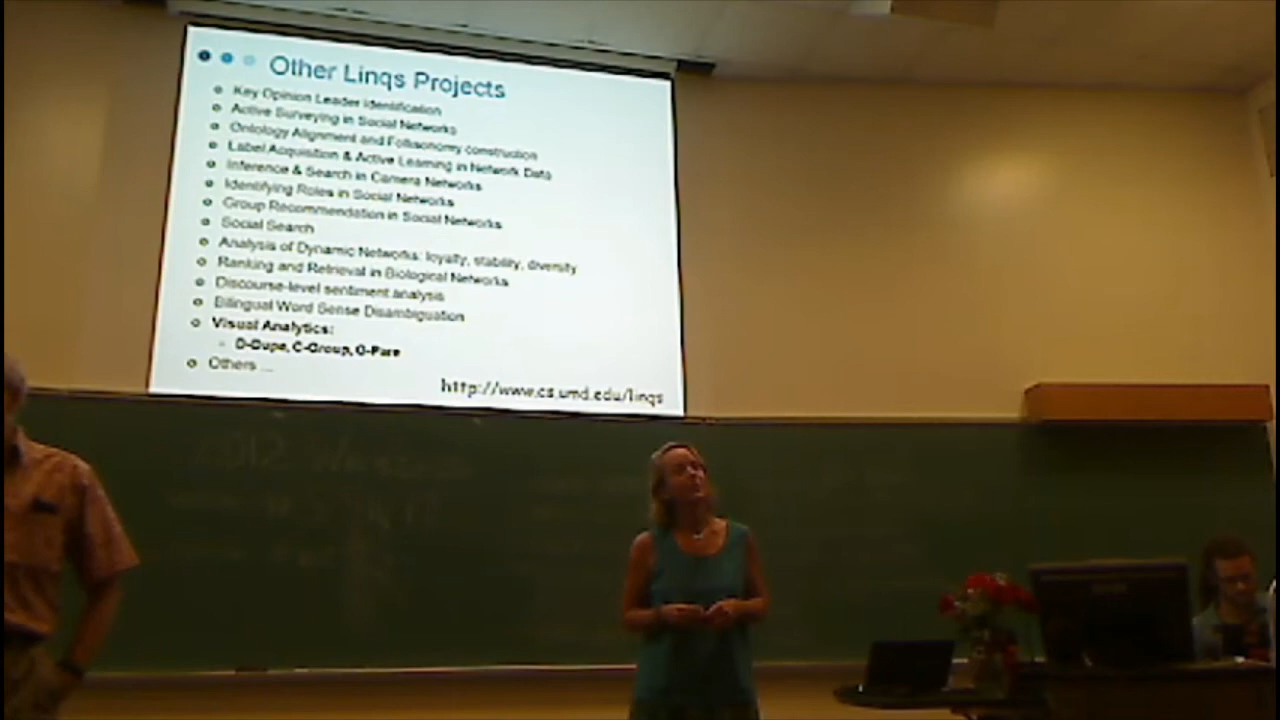 Other Linqs Projects
Key Opinion Leader Identification
Active Surveying in Social Networks
Ontology Alignment and Folksonomy construction
Label Acquisition & Active Learning in Network Data
Inference & Search in Camera Networks
Identifying Roles in Social Networks
Group Recommendation in Social Networks
Social Search
Analysis of Dynamic Networks: loyalty, stability, diversity
Ranking and Retrieval in Biological Networks
Discourse-level sentiment analysis
Bilingual Word Sense Disambiguation
Visual Analytics:
D-Dupe, C-Group, G-Pare
Others ...
http://www.cs.umd.edu/linqs
2012